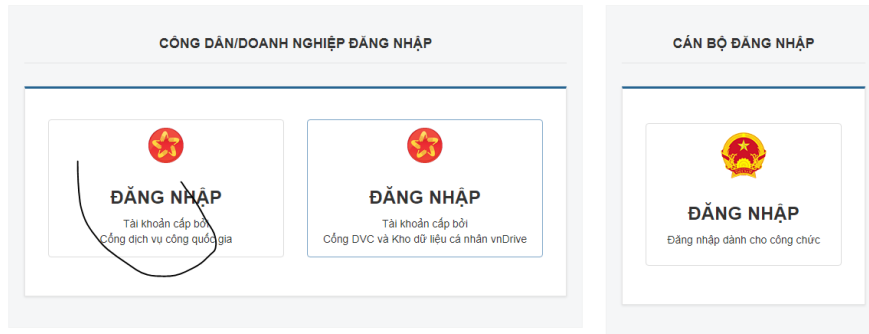 CÔNG DÂN/DOANH NGHIỆP ĐĂNG NHẬP
ĐĂNG NHẬP
Tài khoản cấp bởi
Cổng dịch vụ công quốc gia
ĐĂNG NHẬP
Tài khoản cấp bởi
Cổng DVC và Kho dữ liệu cá nhân vnDrive
CÁN BỘ ĐĂNG NHẬP
ĐĂNG NHẬP
Đăng nhập dành cho công chức